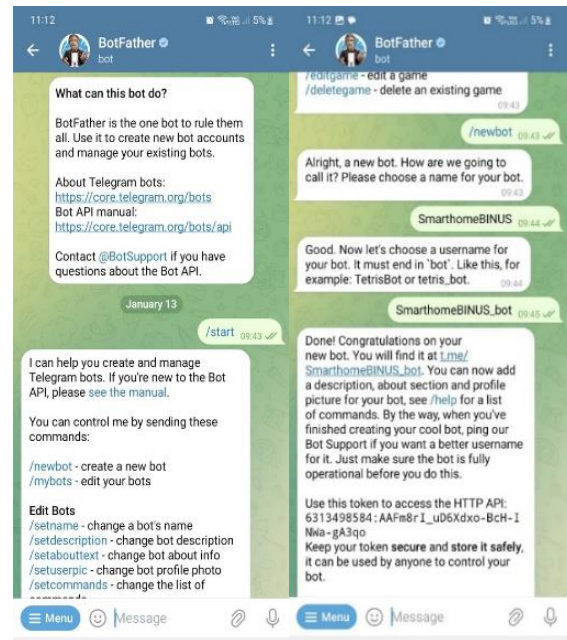 11:12
5%
BotFather
bot
What can this bot do?
BotFather is the one bot to rule them
all. Use it to create new bot accounts
and manage your existing bots.
About Telegram bots:
https://core.telegram.org/bots
Bot API manual:
https://core.telegram.org/bots/api
Contact @BotSupport if you have
questions about the Bot API.
January 13
/start 09:43
I can help you create and manage
Telegram bots. If you're new to the Bot
API, please see the manual.
You can control me by sending these
commands:
/newbot - create a new bot
/mybots - edit your bots
Edit Bots
/setname - change a bot's name
/setdescription - change bot description
/setabouttext - change bot about info
/setuserpic - change bot profile photo
/setcommands - change the list of
Menu
Message
11:12
5%
BotFather
bot
/editgame - edit a game
/deletegame - delete an existing game
09:43
/newbot 09:43
Alright, a new bot. How are we going to
call it? Please choose a name for your bot.
09:43
SmarthomeBINUS 09:44
Good. Now let's choose a username for
your bot. It must end in `bot`. Like this, for
example: TetrisBot or tetris_bot.
09:44
SmarthomeBINUS_bot 09:45
Done! Congratulations on your
new bot. You will find it at t.me/
SmarthomeBINUS_bot. You can now add
a description, about section and profile
picture for your bot, see /help for a list
of commands. By the way, when you've
finished creating your cool bot, ping our
Bot Support if you want a better username
for it. Just make sure the bot is fully
operational before you do this.
Use this token to access the HTTP API:
6313498584:AAFm8rI_uD6Xdxo-BcH-I
NWa-gA3qo
Keep your token secure and store it safely,
it can be used by anyone to control your
bot.
Menu
Message